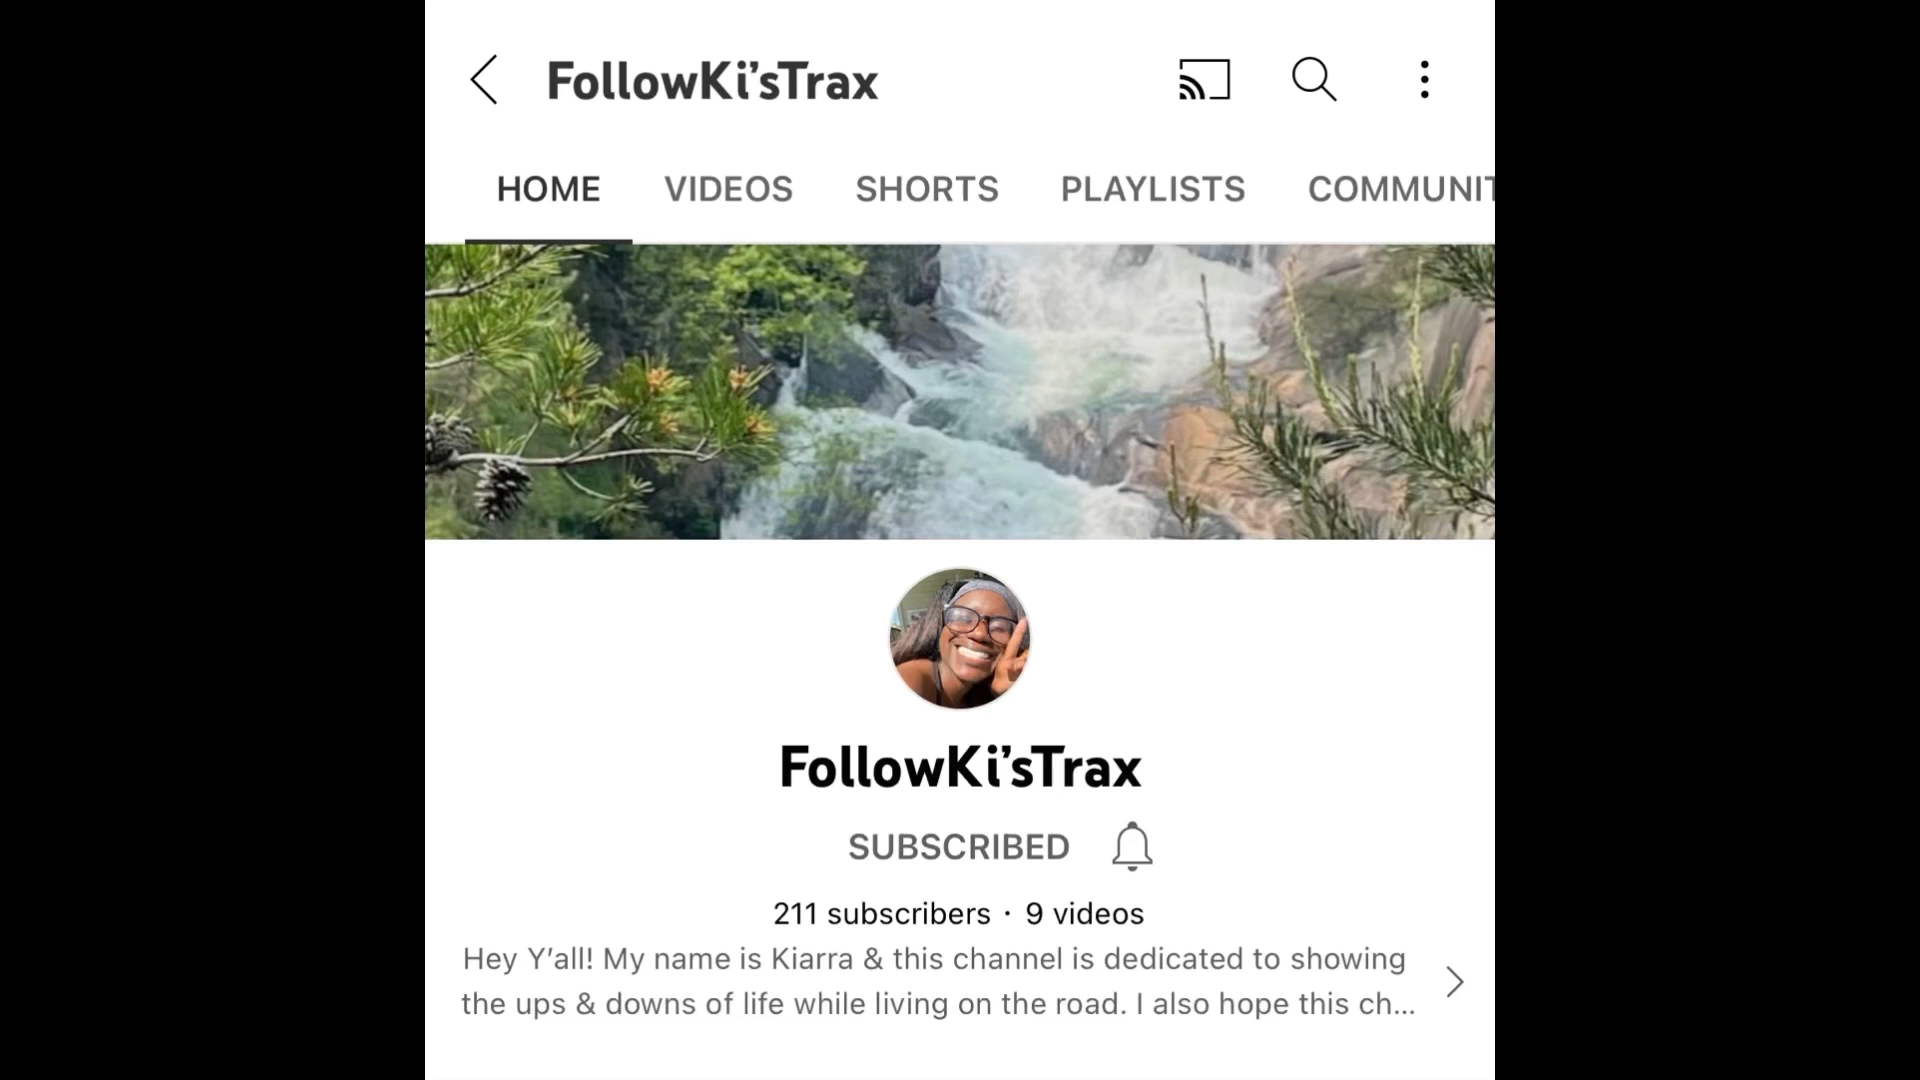 FollowKi’sTrax
HOME VIDEOS SHORTS PLAYLISTS COMMUNIT
FollowKi’sTrax
SUBSCRIBED
211 subscribers · 9 videos
Hey Y’all! My name is Kiarra & this channel is dedicated to showing
the ups & downs of life while living on the road. I also hope this ch...